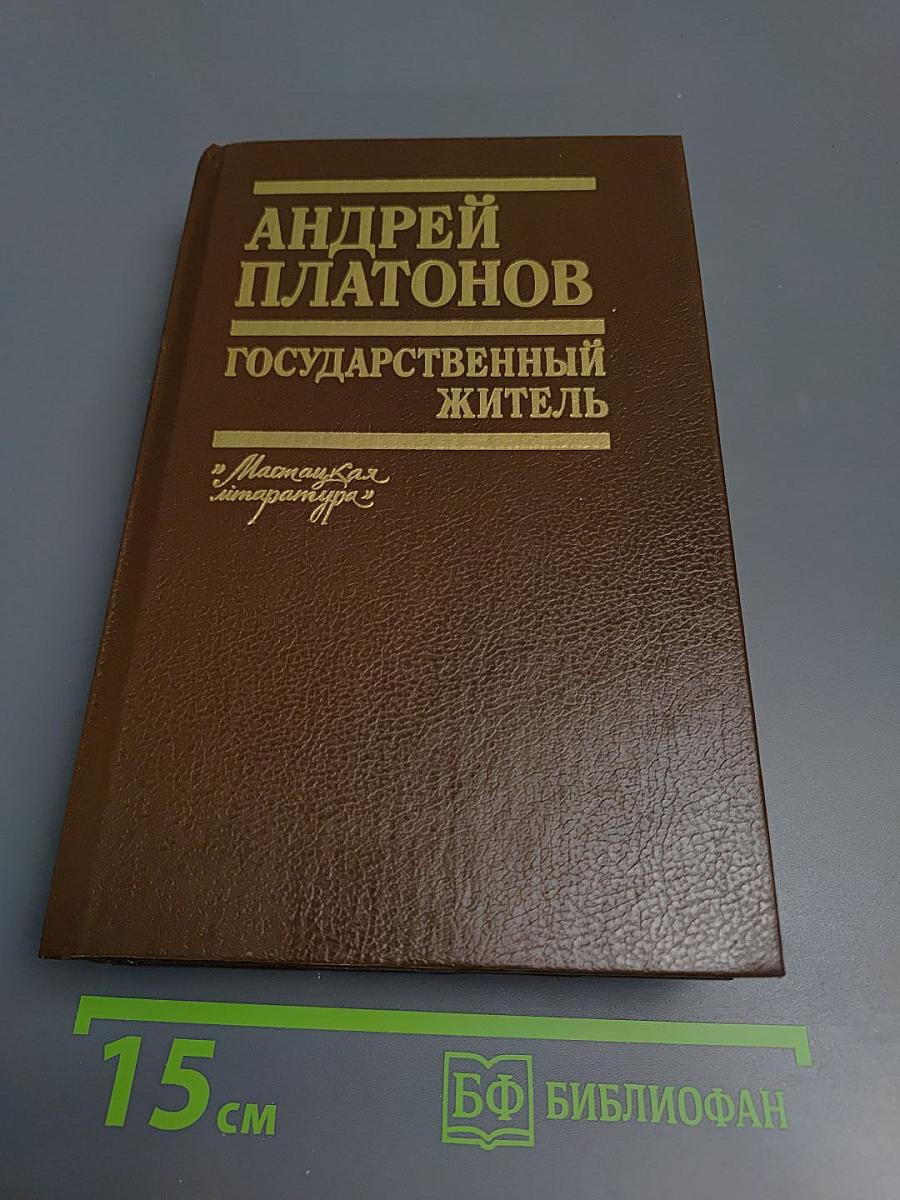 АНДРЕЙ
ПЛАТОНОВ
ГОСУДАРСТВЕННЫЙ
ЖИТЕЛЬ
"Мастацкая
літаратура"
15 см
БФ БИБЛИОФАН